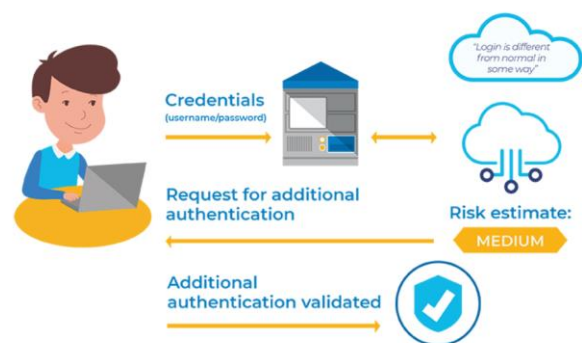 "Login is different
from normal in
some way"
Credentials
(username/password)
Request for additional
authentication
Risk estimate:
MEDIUM
Additional
authentication validated